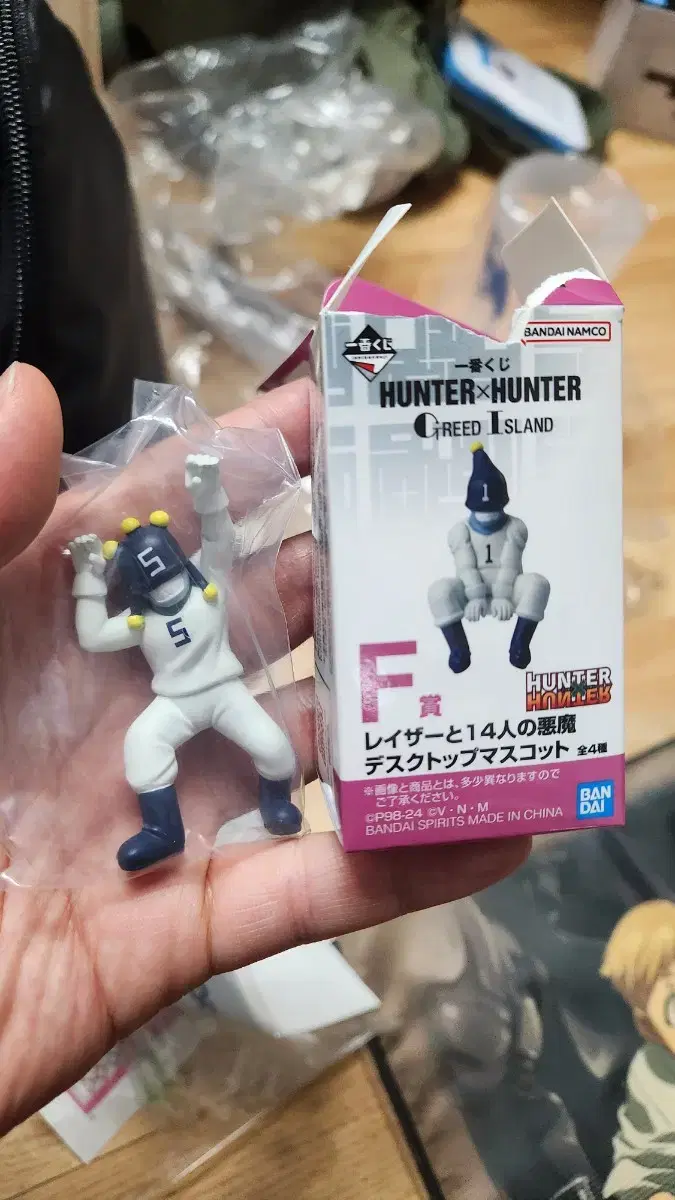 一番くじ
BANDAI NAMCO
一番くじ
HUNTER×HUNTER
GREED ISLAND
1
1
5
5
F賞
HUNTER
HUNTER
レイザーと14人の悪魔
デスクトップマスコット 全4種
※画像と商品とは、多少異なりますので
ご了承ください。
©P98-24 ©V・N・M
BANDAI SPIRITS MADE IN CHINA
BAN
DAI